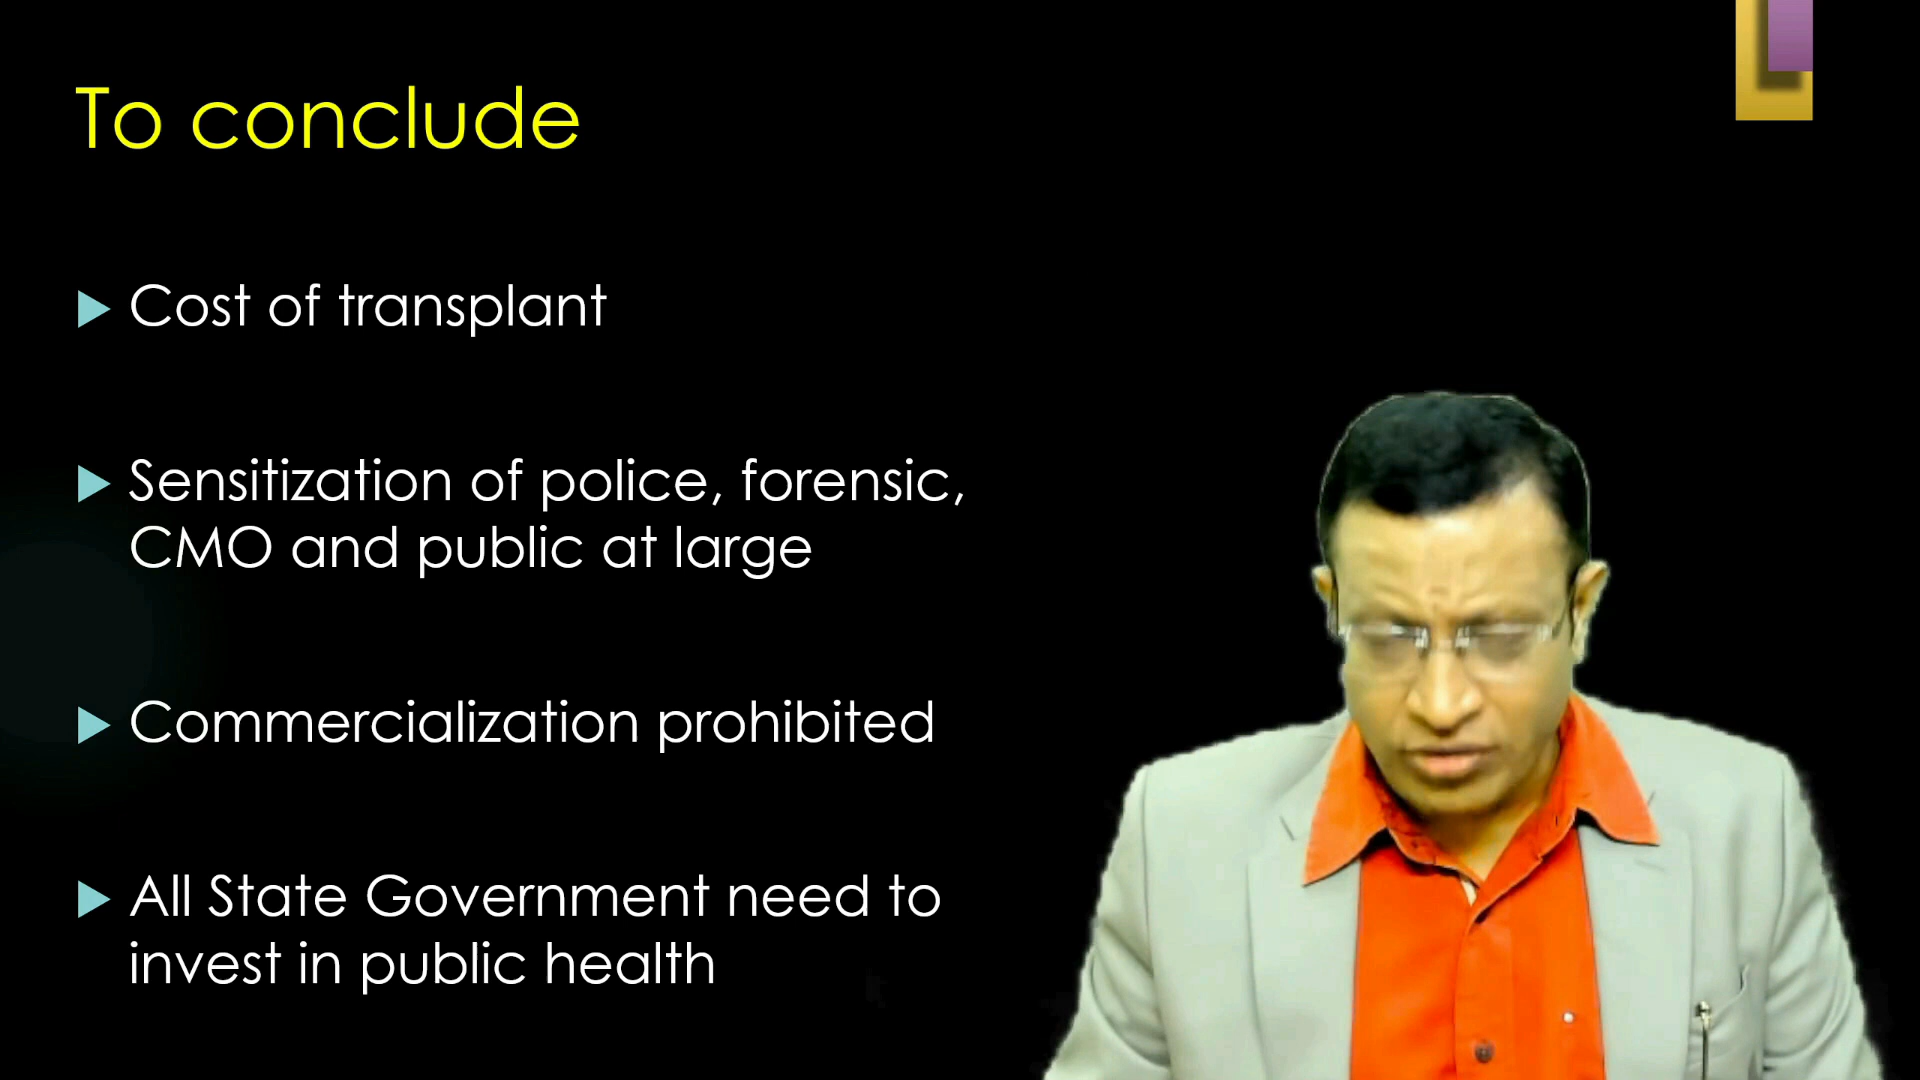 To conclude
Cost of transplant
Sensitization of police, forensic,
CMO and public at large
Commercialization prohibited
All State Government need to
invest in public health